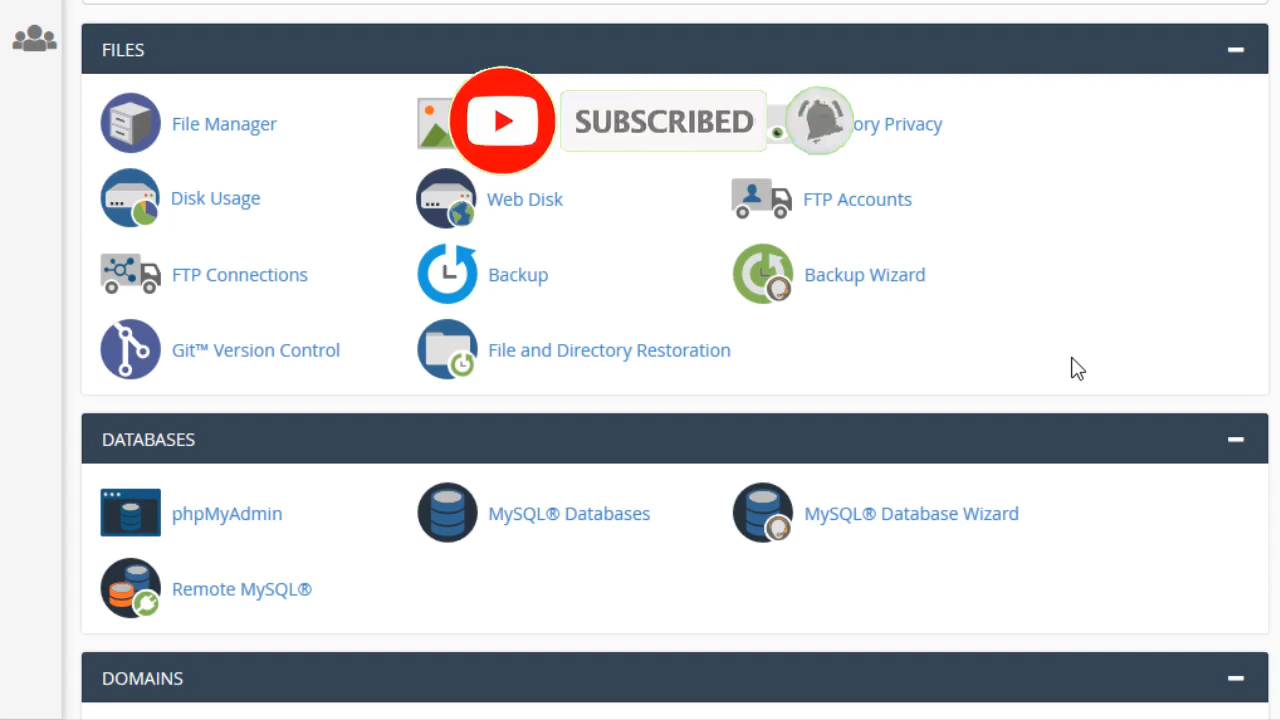 FILES
File Manager
SUBSCRIBED
ory Privacy
Disk Usage
Web Disk
FTP Accounts
FTP Connections
Backup
Backup Wizard
Git™ Version Control
File and Directory Restoration
DATABASES
phpMyAdmin
MySQL® Databases
MySQL® Database Wizard
Remote MySQL®
DOMAINS